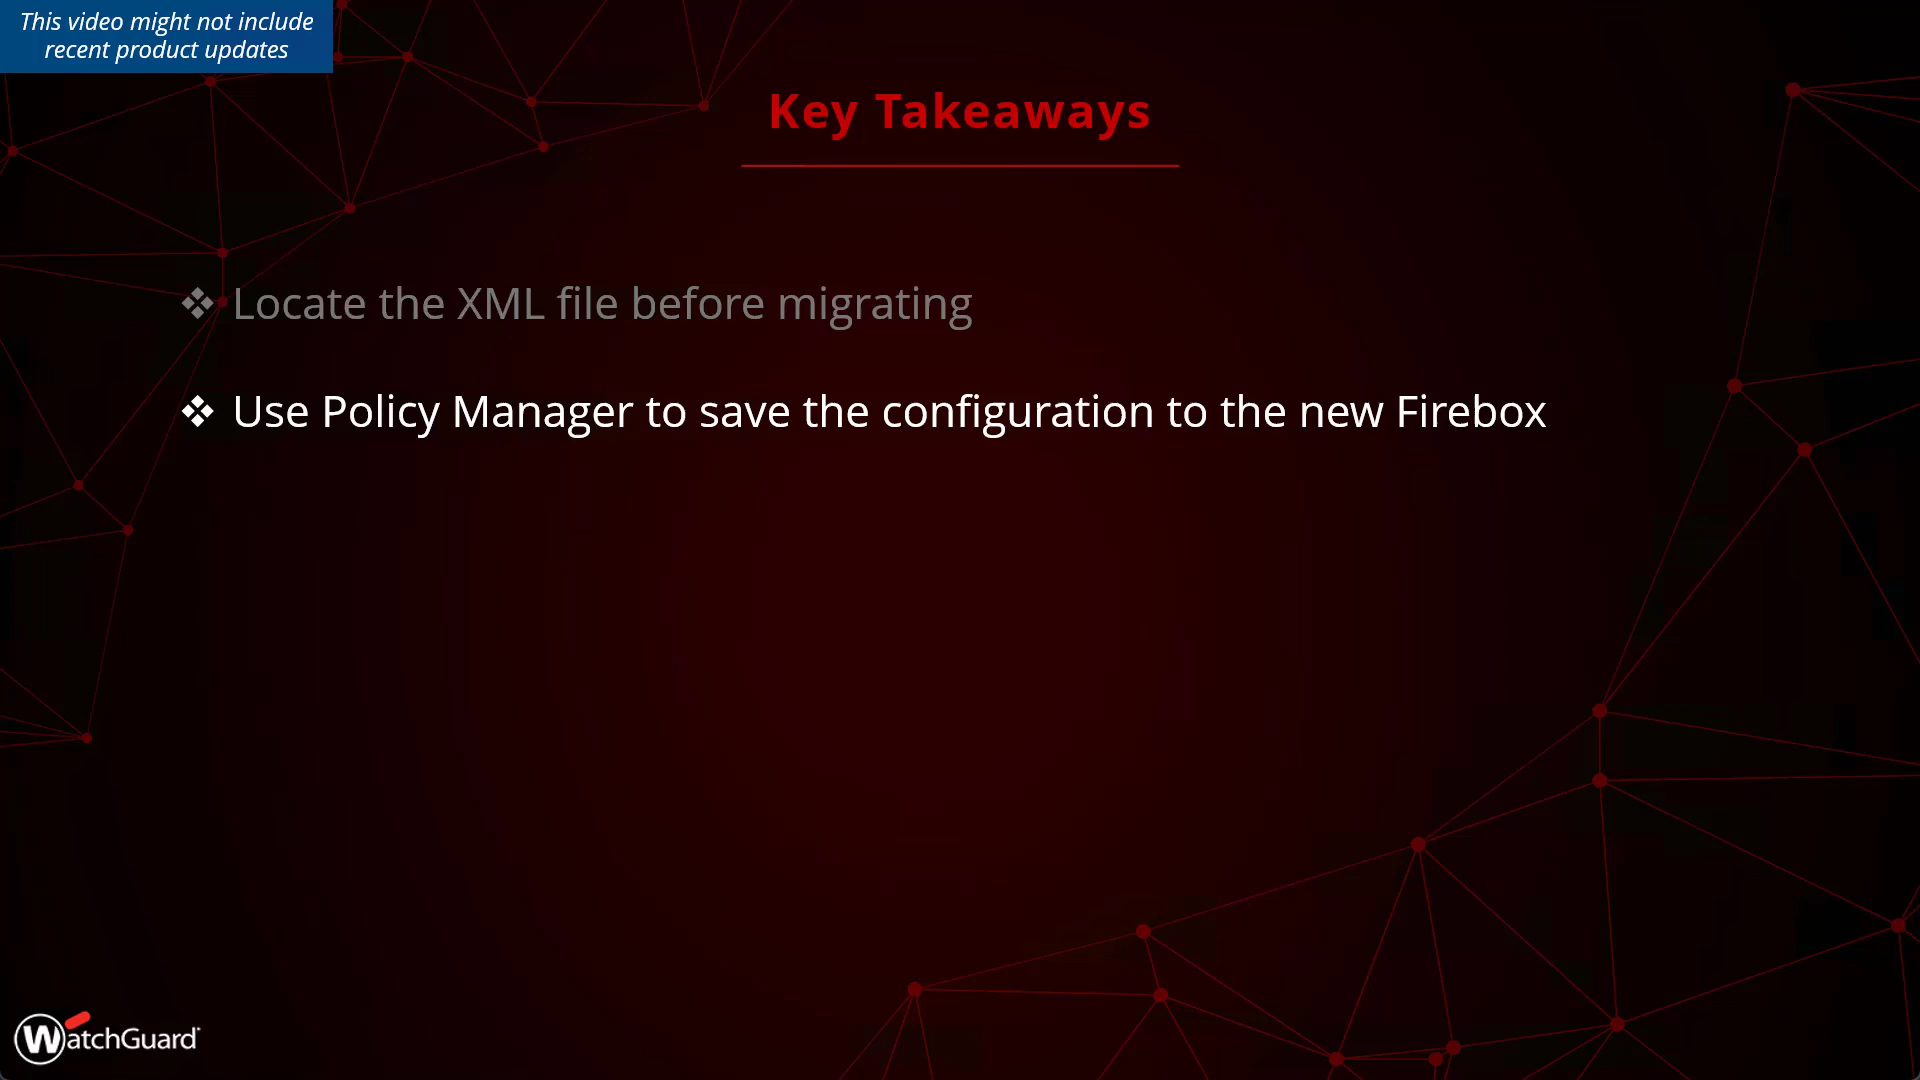 This video might not include
recent product updates
Key Takeaways
❖ Locate the XML file before migrating
❖ Use Policy Manager to save the configuration to the new Firebox
WatchGuard